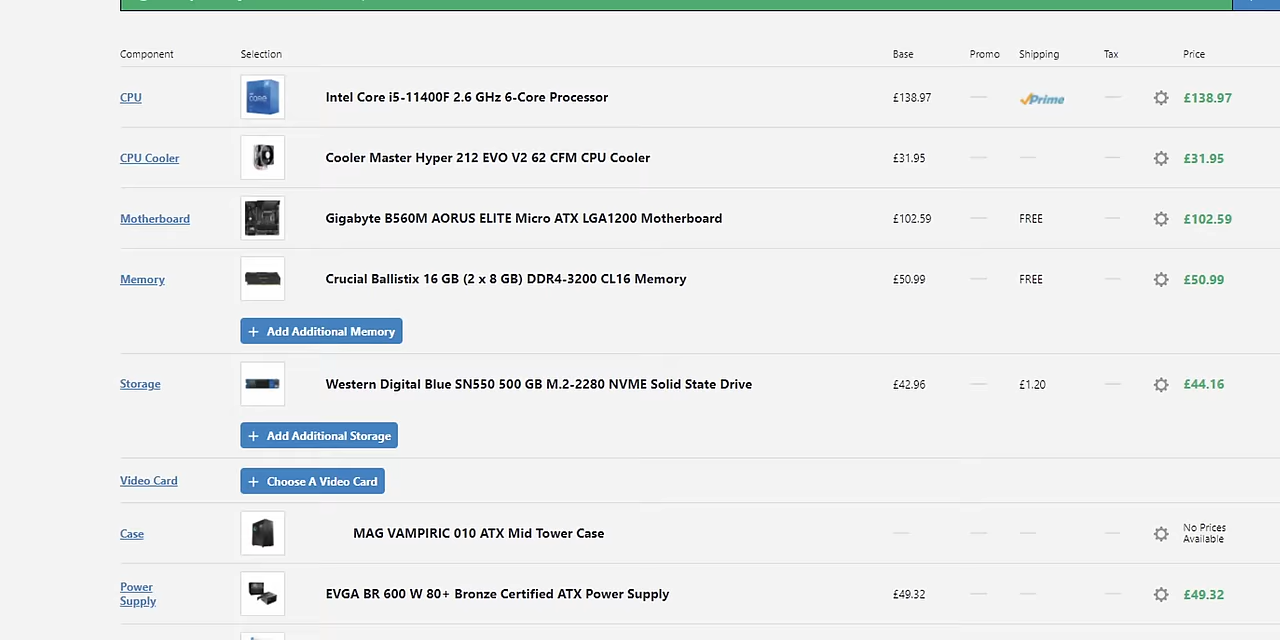 Component Selection Base Promo Shipping Tax Price
CPU Intel Core i5-11400F 2.6 GHz 6-Core Processor £138.97 — Prime — £138.97
CPU Cooler Cooler Master Hyper 212 EVO V2 62 CFM CPU Cooler £31.95 — — — £31.95
Motherboard Gigabyte B560M AORUS ELITE Micro ATX LGA1200 Motherboard £102.59 — FREE — £102.59
Memory Crucial Ballistix 16 GB (2 x 8 GB) DDR4-3200 CL16 Memory £50.99 — FREE — £50.99
+ Add Additional Memory
Storage Western Digital Blue SN550 500 GB M.2-2280 NVME Solid State Drive £42.96 — £1.20 — £44.16
+ Add Additional Storage
Video Card + Choose A Video Card
Case MAG VAMPIRIC 010 ATX Mid Tower Case — — — — No Prices
Available
Power
Supply EVGA BR 600 W 80+ Bronze Certified ATX Power Supply £49.32 — — — £49.32